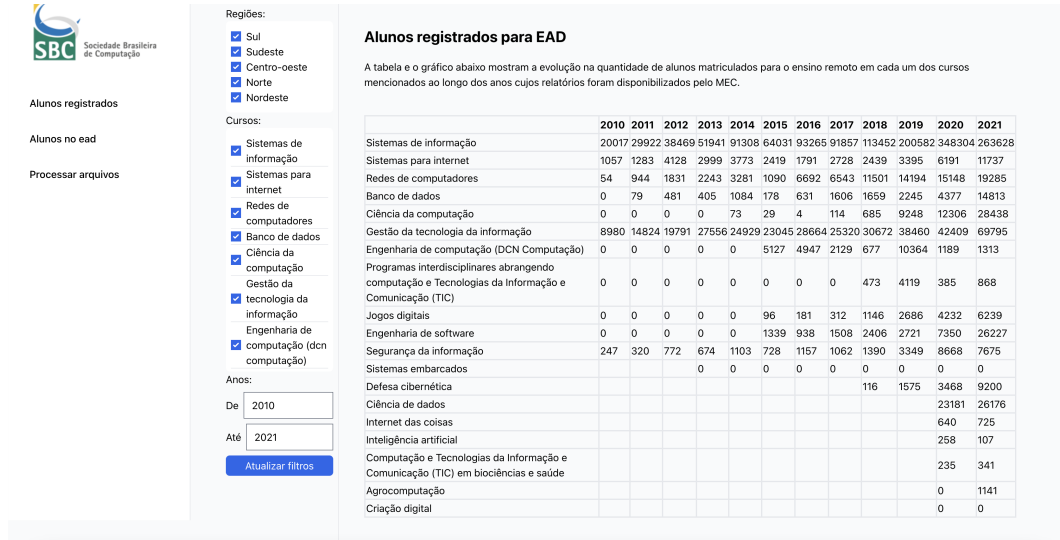 SBC
Sociedade Brasileira
de Computação
Alunos registrados
Alunos no ead
Processar arquivos
Regiões:
Sul
Sudeste
Centro-oeste
Norte
Nordeste
Cursos:
Sistemas de
informação
Sistemas para
internet
Redes de
computadores
Banco de dados
Ciência da
computação
Gestão da
tecnologia da
informação
Engenharia de
computação (dcn
computação)
Anos:
De 2010
Até 2021
Atualizar filtros
Alunos registrados para EAD
A tabela e o gráfico abaixo mostram a evolução na quantidade de alunos matriculados para o ensino remoto em cada um dos cursos
mencionados ao longo dos anos cujos relatórios foram disponibilizados pelo MEC.
2010 2011 2012 2013 2014 2015 2016 2017 2018 2019 2020 2021
Sistemas de informação 20017 29922 38469 51941 91308 64031 93265 91857 113452 200582 348304 263628
Sistemas para internet 1057 1283 4128 2999 3773 2419 1791 2728 2439 3395 6191 11737
Redes de computadores 54 944 1831 2243 3281 1090 6692 6543 11501 14194 15148 19285
Banco de dados 0 79 481 405 1084 178 631 1606 1659 2245 4377 14813
Ciência da computação 0 0 0 0 73 29 4 114 685 9248 12306 28438
Gestão da tecnologia da informação 8980 14824 19791 27556 24929 23045 28664 25320 30672 38460 42409 69795
Engenharia de computação (DCN Computação) 0 0 0 0 0 5127 4947 2129 677 10364 1189 1313
Programas interdisciplinares abrangendo
computação e Tecnologias da Informação e 0 0 0 0 0 0 0 0 473 4119 385 868
Comunicação (TIC)
Jogos digitais 0 0 0 0 0 96 181 312 1146 2686 4232 6239
Engenharia de software 0 0 0 0 0 1339 938 1508 2406 2721 7350 26227
Segurança da informação 247 320 772 674 1103 728 1157 1062 1390 3349 8668 7675
Sistemas embarcados 0 0 0 0 0 0 0 0 0
Defesa cibernética 116 1575 3468 9200
Ciência de dados 23181 26176
Internet das coisas 640 725
Inteligência artificial 258 107
Computação e Tecnologias da Informação e
Comunicação (TIC) em biociências e saúde 235 341
Agrocomputação 0 1141
Criação digital 0 0